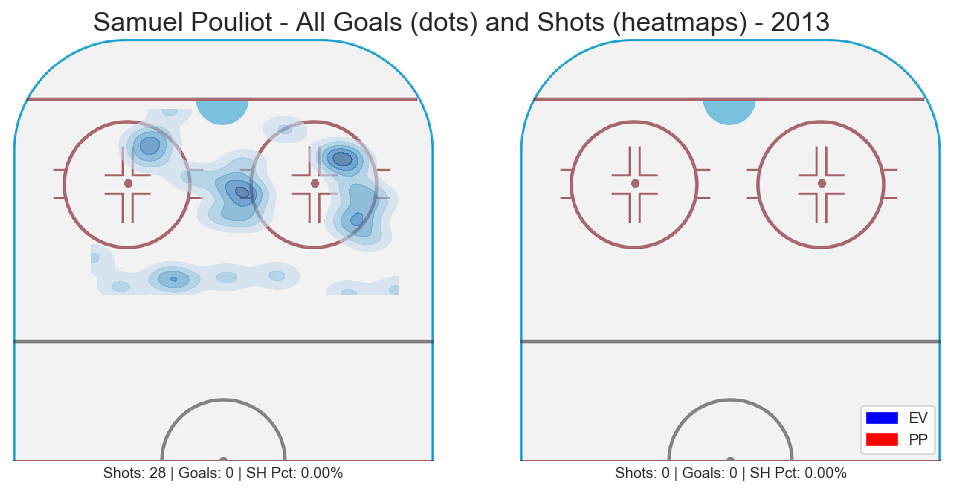 Samuel Pouliot - All Goals (dots) and Shots (heatmaps) - 2013
EV
PP
Shots: 28 | Goals: 0 | SH Pct: 0.00%
Shots: 0 | Goals: 0 | SH Pct: 0.00%